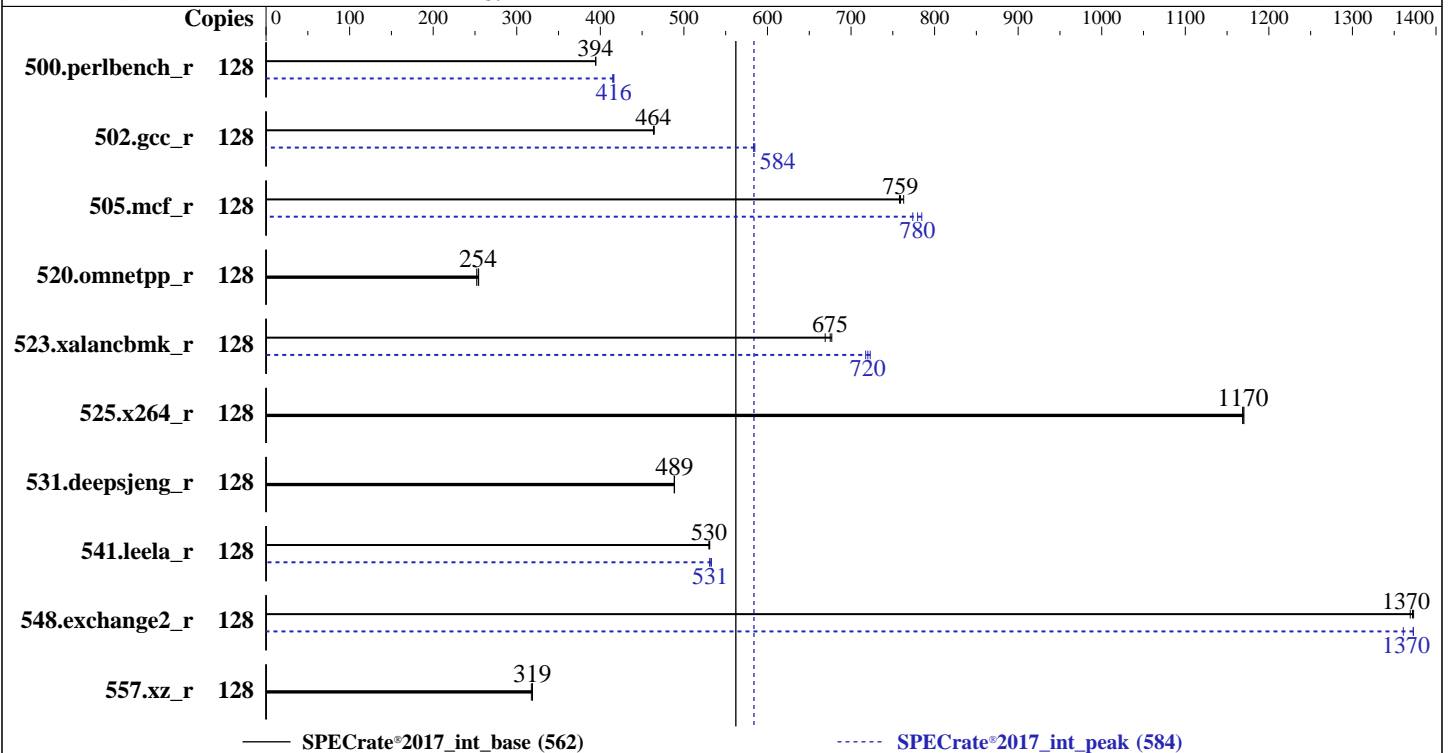 Copies 0 100 200 300 400 500 600 700 800 900 1000 1100 1200 1300 1400
394
500.perlbench_r 128
416
464
502.gcc_r 128
584
759
505.mcf_r 128
780
254
520.omnetpp_r 128
675
523.xalancbmk_r 128
720
1170
525.x264_r 128
489
531.deepsjeng_r 128
530
541.leela_r 128
531
1370
548.exchange2_r 128
1370
319
557.xz_r 128
SPECrate®2017_int_base (562) SPECrate®2017_int_peak (584)